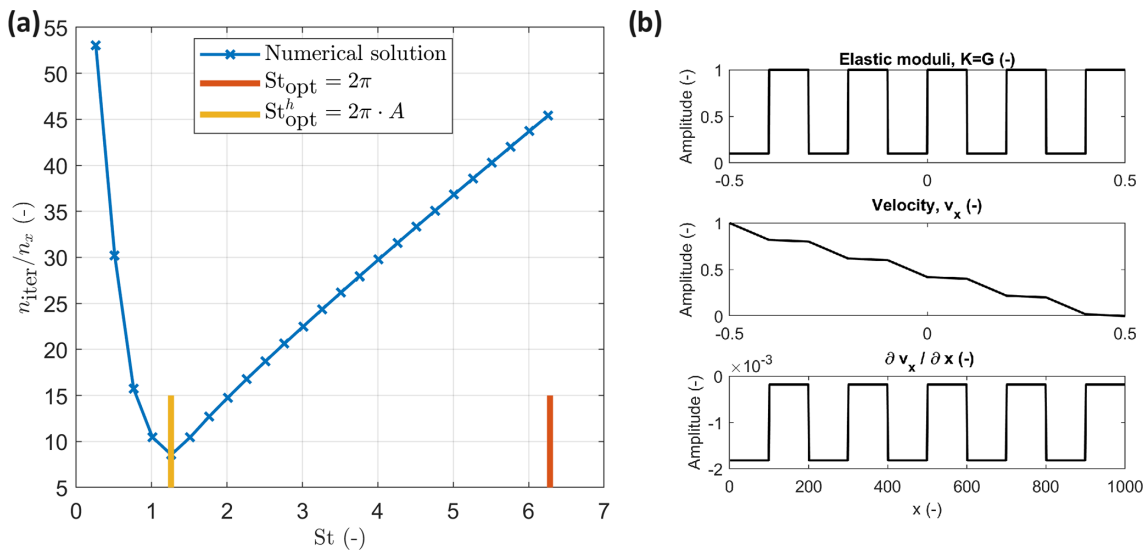 (a)
55
50
45
40
35
30
25
20
15
10
5
n_iter/n_x (-)
Numerical solution
St_opt = 2π
St^h_opt = 2π · A
0 1 2 3 4 5 6 7
St (-)
(b)
Elastic moduli, K=G (-)
Amplitude (-)
1
0.5
0
-0.5 0 0.5
Velocity, v_x (-)
Amplitude (-)
1
0.5
0
-0.5 0 0.5
×10^-3
∂ v_x / ∂ x (-)
Amplitude (-)
0
-1
-2
0 200 400 600 800 1000
x (-)